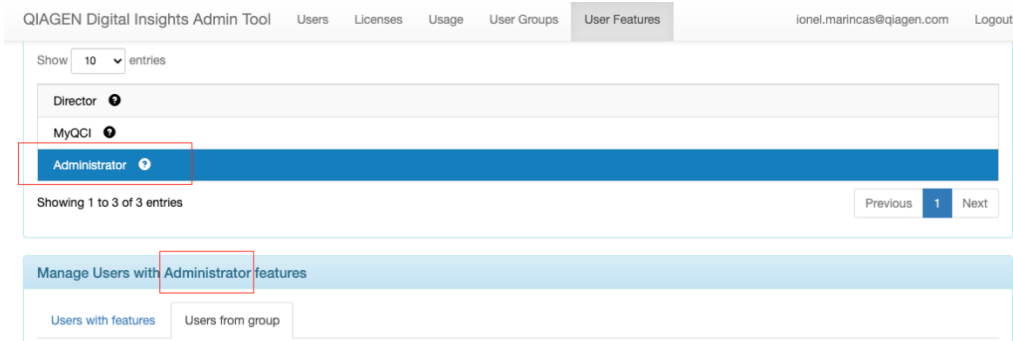 QIAGEN Digital Insights Admin Tool Users Licenses Usage User Groups User Features ionel.marincas@qiagen.com Logout
Show 10 entries
Director ?
MyQCI ?
Administrator ?
Showing 1 to 3 of 3 entries Previous 1 Next
Manage Users with Administrator features
Users with features Users from group